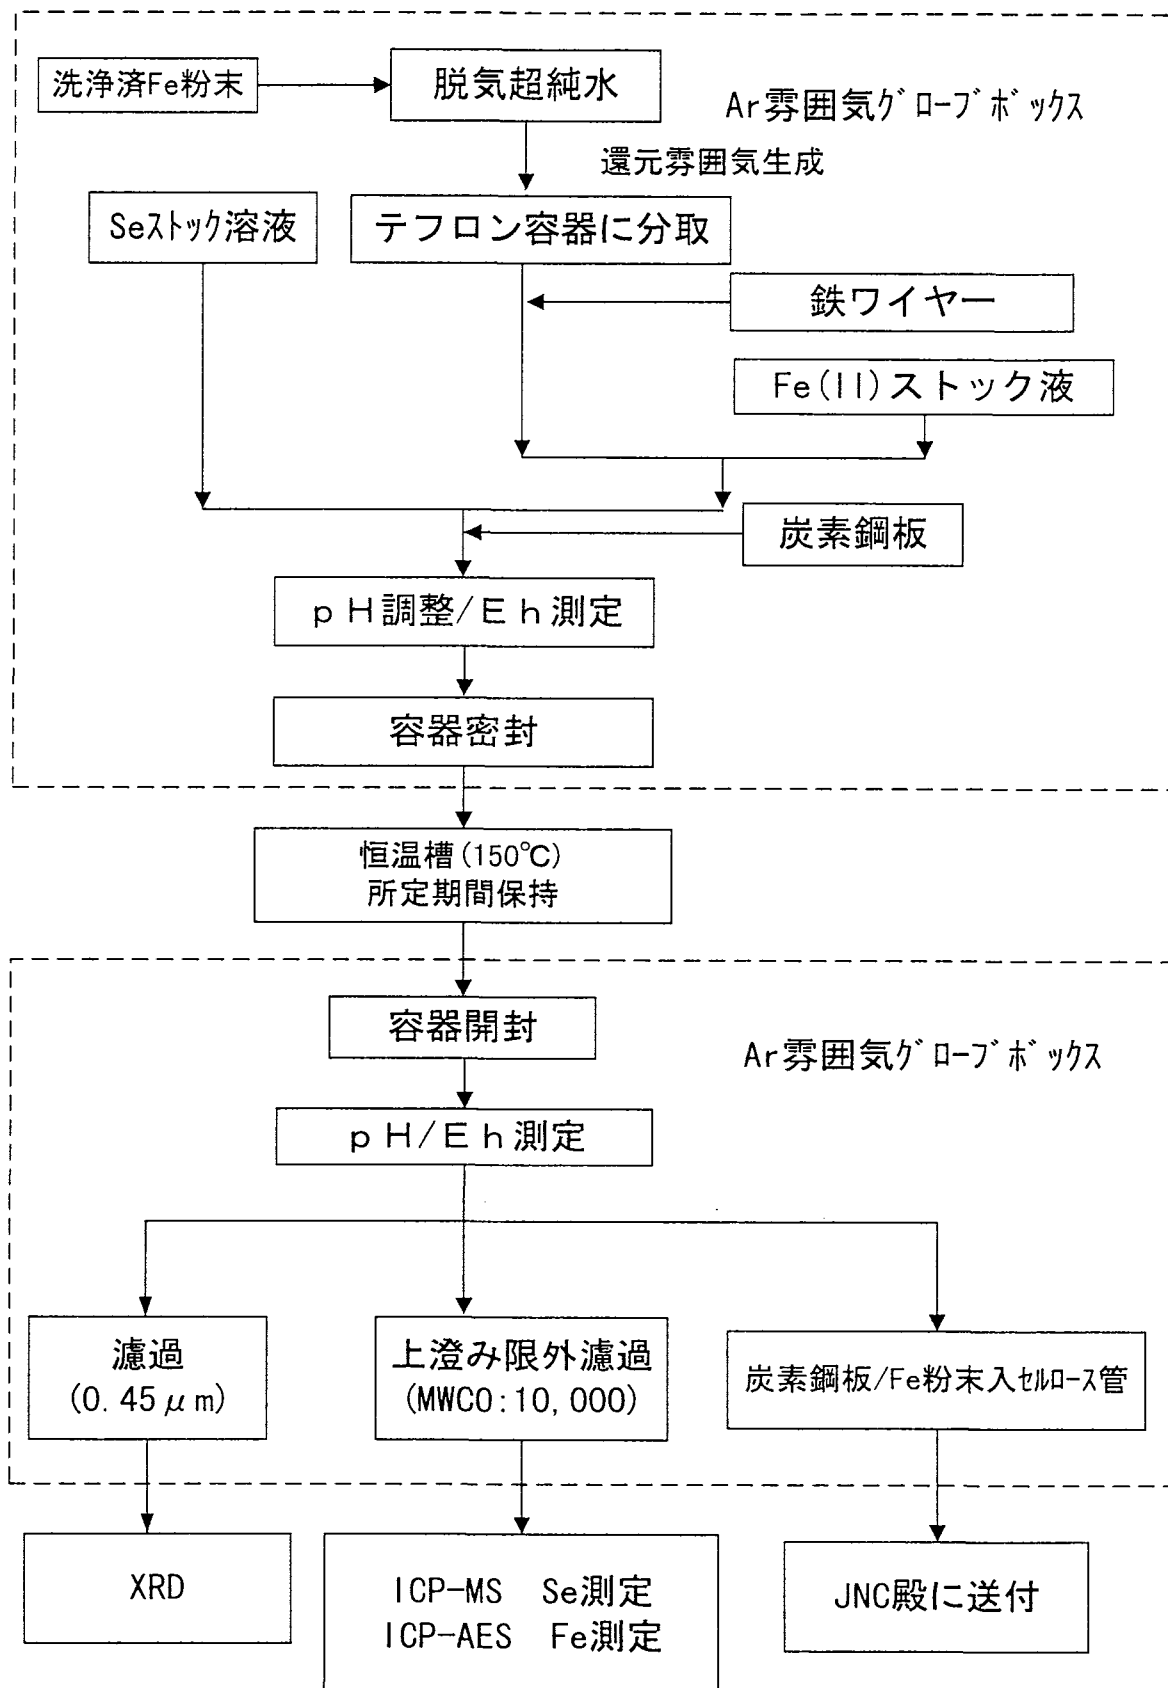 洗浄済Fe粉末
脱気超純水
Ar雰囲気グローブボックス
還元雰囲気生成
Seストック溶液
テフロン容器に分取
鉄ワイヤー
Fe(II)ストック液
炭素鋼板
pH調整/Eh測定
容器密封
恒温槽(150℃)
所定期間保持
容器開封
Ar雰囲気グローブボックス
pH/Eh測定
濾過
(0.45μm)
上澄み限外濾過
(MWCO:10,000)
炭素鋼板/Fe粉末入セルロース管
XRD
ICP-MS Se測定
ICP-AES Fe測定
JNC殿に送付